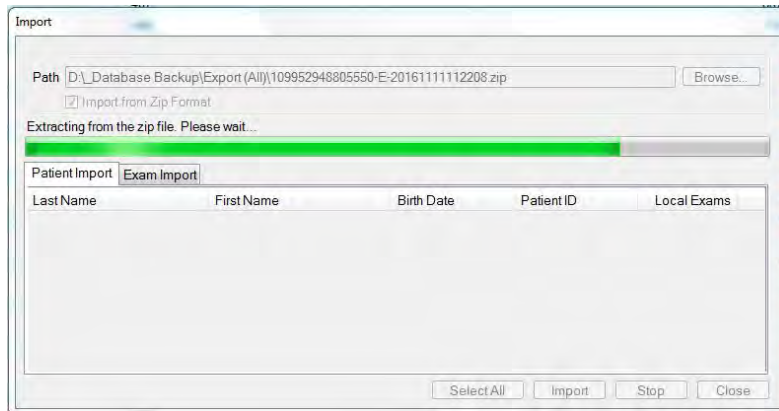 Import
Path D:\_Database Backup\Export (All)\109952948805550-E-20161111112208.zip Browse...
Import from Zip Format
Extracting from the zip file. Please wait...
Patient Import Exam Import
Last Name First Name Birth Date Patient ID Local Exams
Select All Import Stop Close